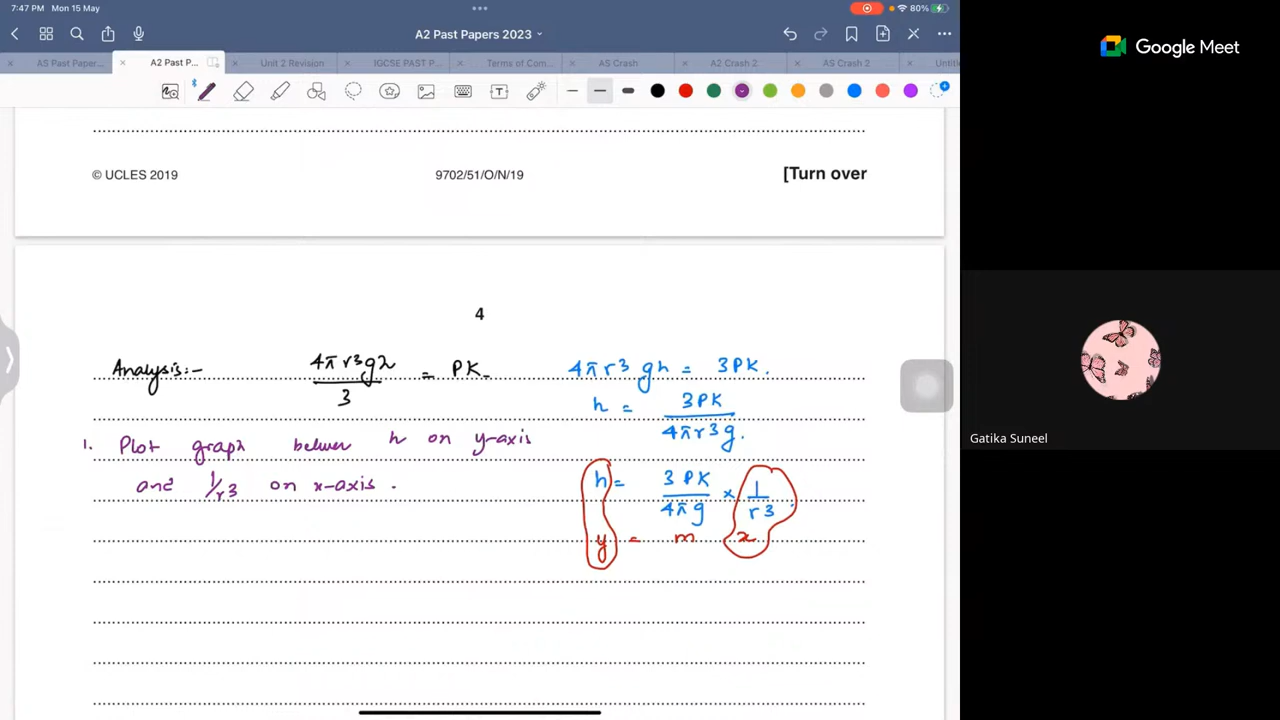 7:47 PM Mon 15 May
80%
A2 Past Papers 2023
AS Past Paper...
A2 Past P...
Unit 2 Revision
IGCSE PAST P...
Terms of Com...
AS Crash
A2 Crash 2
AS Crash 2
Untitl
Google Meet
© UCLES 2019
9702/51/O/N/19
[Turn over
4
Analysis:- 4πr³gh / 3 = PK
4πr³gh = 3PK.
h = 3PK / 4πr³g.
1. Plot graph between h on y-axis
and 1/r3 on x-axis.
h = 3PK / 4πg × 1 / r3
y = m x
Gatika Suneel